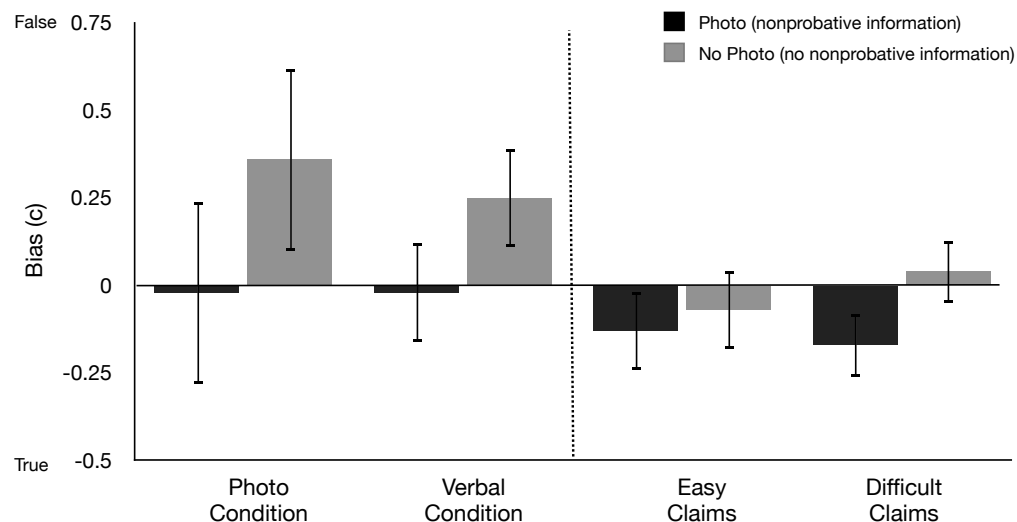 False
0.75
Photo (nonprobative information)
No Photo (no nonprobative information)
0.5
0.25
Bias (c)
0
-0.25
True
-0.5
Photo
Condition
Verbal
Condition
Easy
Claims
Difficult
Claims